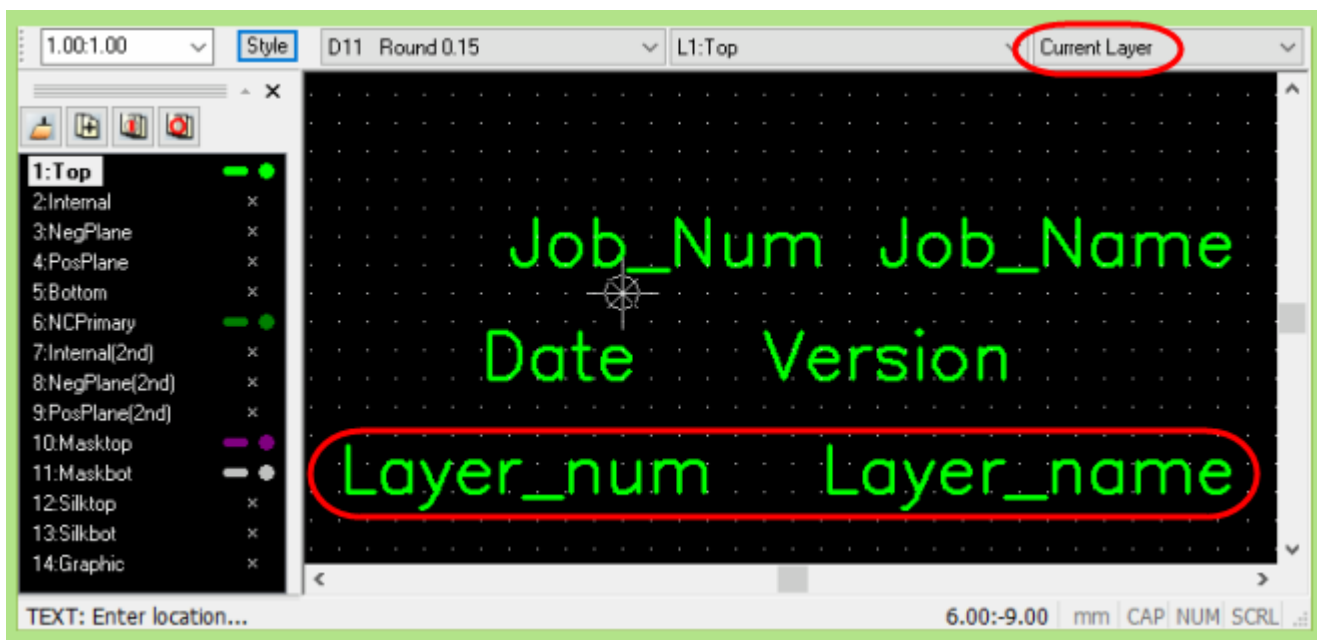 1.00:1.00 Style D11 Round 0.15 L1:Top Current Layer
1:Top
2:Internal
3:NegPlane
4:PosPlane
5:Bottom
6:NCPrimary
7:Internal(2nd)
8:NegPlane(2nd)
9:PosPlane(2nd)
10:Masktop
11:Maskbot
12:Silktop
13:Silkbot
14:Graphic
Job_Num Job_Name
Date Version
Layer_num Layer_name
TEXT: Enter location... 6.00:-9.00 mm CAP NUM SCRL